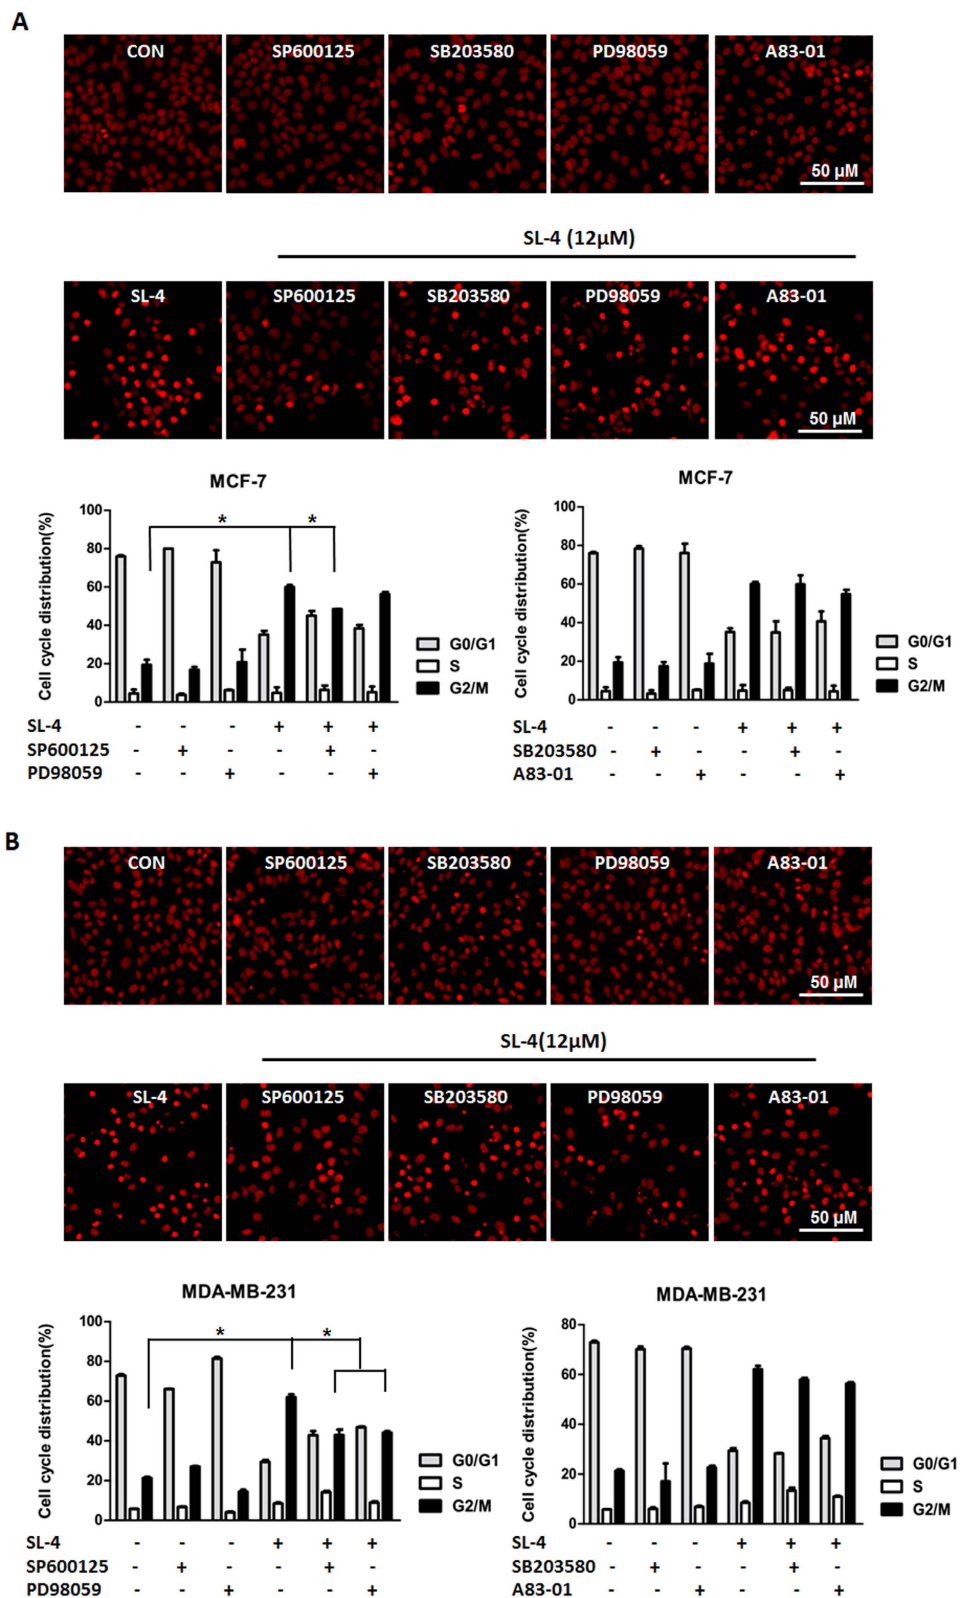 A
CON SP600125 SB203580 PD98059 A83-01
50 µM
SL-4 (12µM)
SL-4 SP600125 SB203580 PD98059 A83-01
50 µM
MCF-7
Cell cycle distribution(%)
100
80
60
40
20
0
* *
G0/G1
S
G2/M
SL-4 - - - + + +
SP600125 - + - - + -
PD98059 - - + - - +
MCF-7
Cell cycle distribution(%)
100
80
60
40
20
0
G0/G1
S
G2/M
SL-4 - - - + + +
SB203580 - + - - + -
A83-01 - - + - - +
B
CON SP600125 SB203580 PD98059 A83-01
50 µM
SL-4(12µM)
SL-4 SP600125 SB203580 PD98059 A83-01
50 µM
MDA-MB-231
Cell cycle distribution(%)
100
80
60
40
20
0
* *
G0/G1
S
G2/M
SL-4 - - - + + +
SP600125 - + - - + -
PD98059 - - + - - +
MDA-MB-231
Cell cycle distribution(%)
80
60
40
20
0
G0/G1
S
G2/M
SL-4 - - - + + +
SB203580 - + - - + -
A83-01 - - + - - +